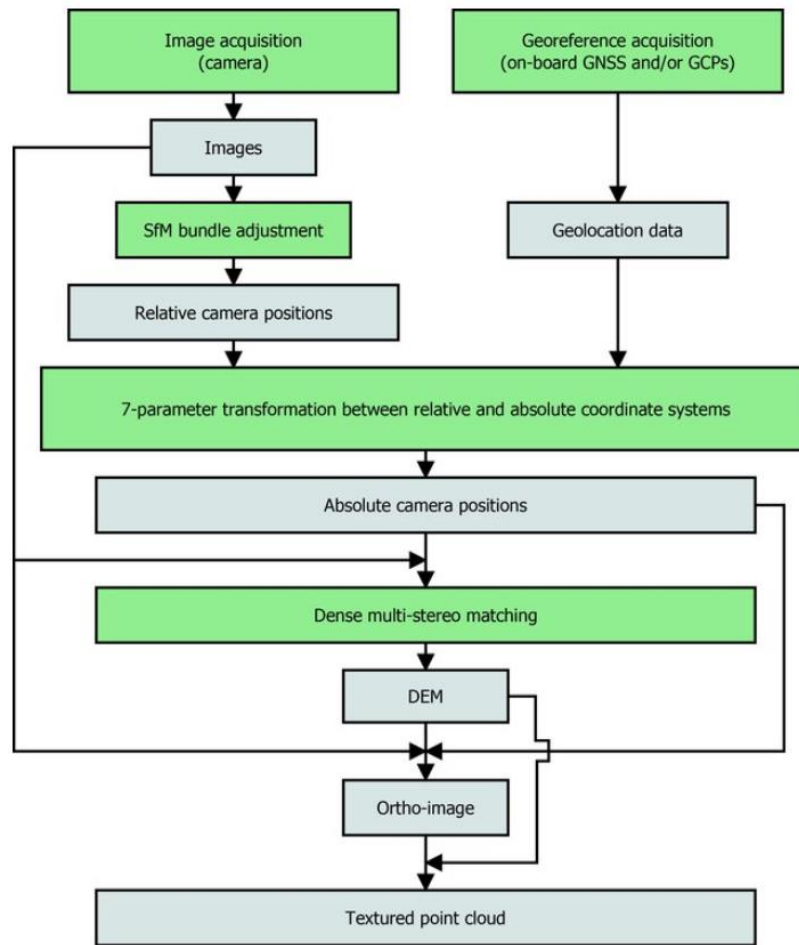 Image acquisition
(camera)
Georeference acquisition
(on-board GNSS and/or GCPs)
Images
SfM bundle adjustment
Geolocation data
Relative camera positions
7-parameter transformation between relative and absolute coordinate systems
Absolute camera positions
Dense multi-stereo matching
DEM
Ortho-image
Textured point cloud